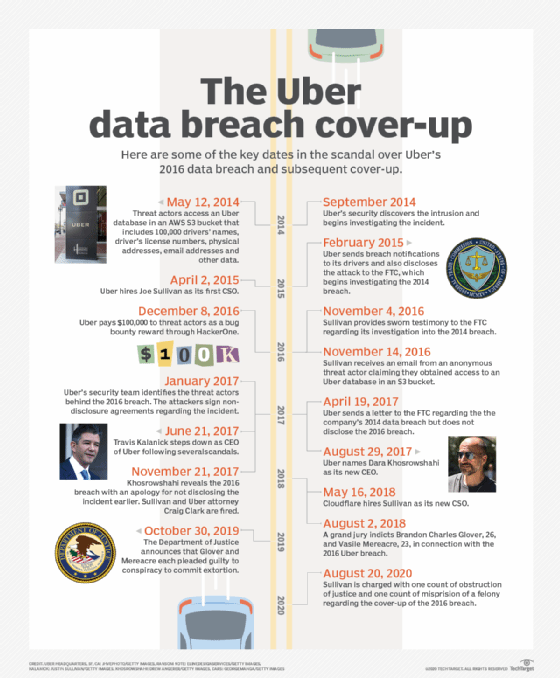 The Uber
data breach cover-up
Here are some of the key dates in the scandal over Uber's
2016 data breach and subsequent cover-up.
May 12, 2014
Threat actors access an Uber
database in an AWS S3 bucket that
includes 100,000 drivers' names,
driver's license numbers, physical
addresses, email addresses and
other data.
UBER
September 2014
Uber's security discovers the intrusion and
begins investigating the incident.
2014
February 2015
Uber sends breach notifications
to its drivers and also discloses
the attack to the FTC, which
begins investigating the 2014
breach.
April 2, 2015
Uber hires Joe Sullivan as its first CSO.
2015
December 8, 2016
Uber pays $100,000 to threat actors as a bug
bounty reward through HackerOne.
$100K
November 4, 2016
Sullivan provides sworn testimony to the FTC
regarding its investigation into the 2014 breach.
2016
November 14, 2016
Sullivan receives an email from an anonymous
threat actor claiming they obtained access to an
Uber database in an S3 bucket.
January 2017
Uber's security team identifies the threat actors
behind the 2016 breach. The attackers sign non-
disclosure agreements regarding the incident.
April 19, 2017
Uber sends a letter to the FTC regarding the the
company's 2014 data breach but does not
disclose the 2016 breach.
2017
June 21, 2017
Travis Kalanick steps down as CEO
of Uber following severalscandals.
August 29, 2017
Uber names Dara Khosrowshahi
as its new CEO.
November 21, 2017
Khosrowshahi reveals the 2016
breach with an apology for not disclosing the
incident earlier. Sullivan and Uber attorney
Craig Clark are fired.
2018
May 16, 2018
Cloudflare hires Sullivan as its new CSO.
August 2, 2018
A grand jury indicts Brandon Charles Glover, 26,
and Vasile Mereacre, 23, in connection with the
2016 Uber breach.
October 30, 2019
The Department of Justice
announces that Glover and
Mereacre each pleaded guilty to
conspiracy to commit extortion.
2019
August 20, 2020
Sullivan is charged with one count of obstruction
of justice and one count of misprision of a felony
regarding the cover-up of the 2016 breach.
2020
ALL RIGHTS RESERVED
TechTarget